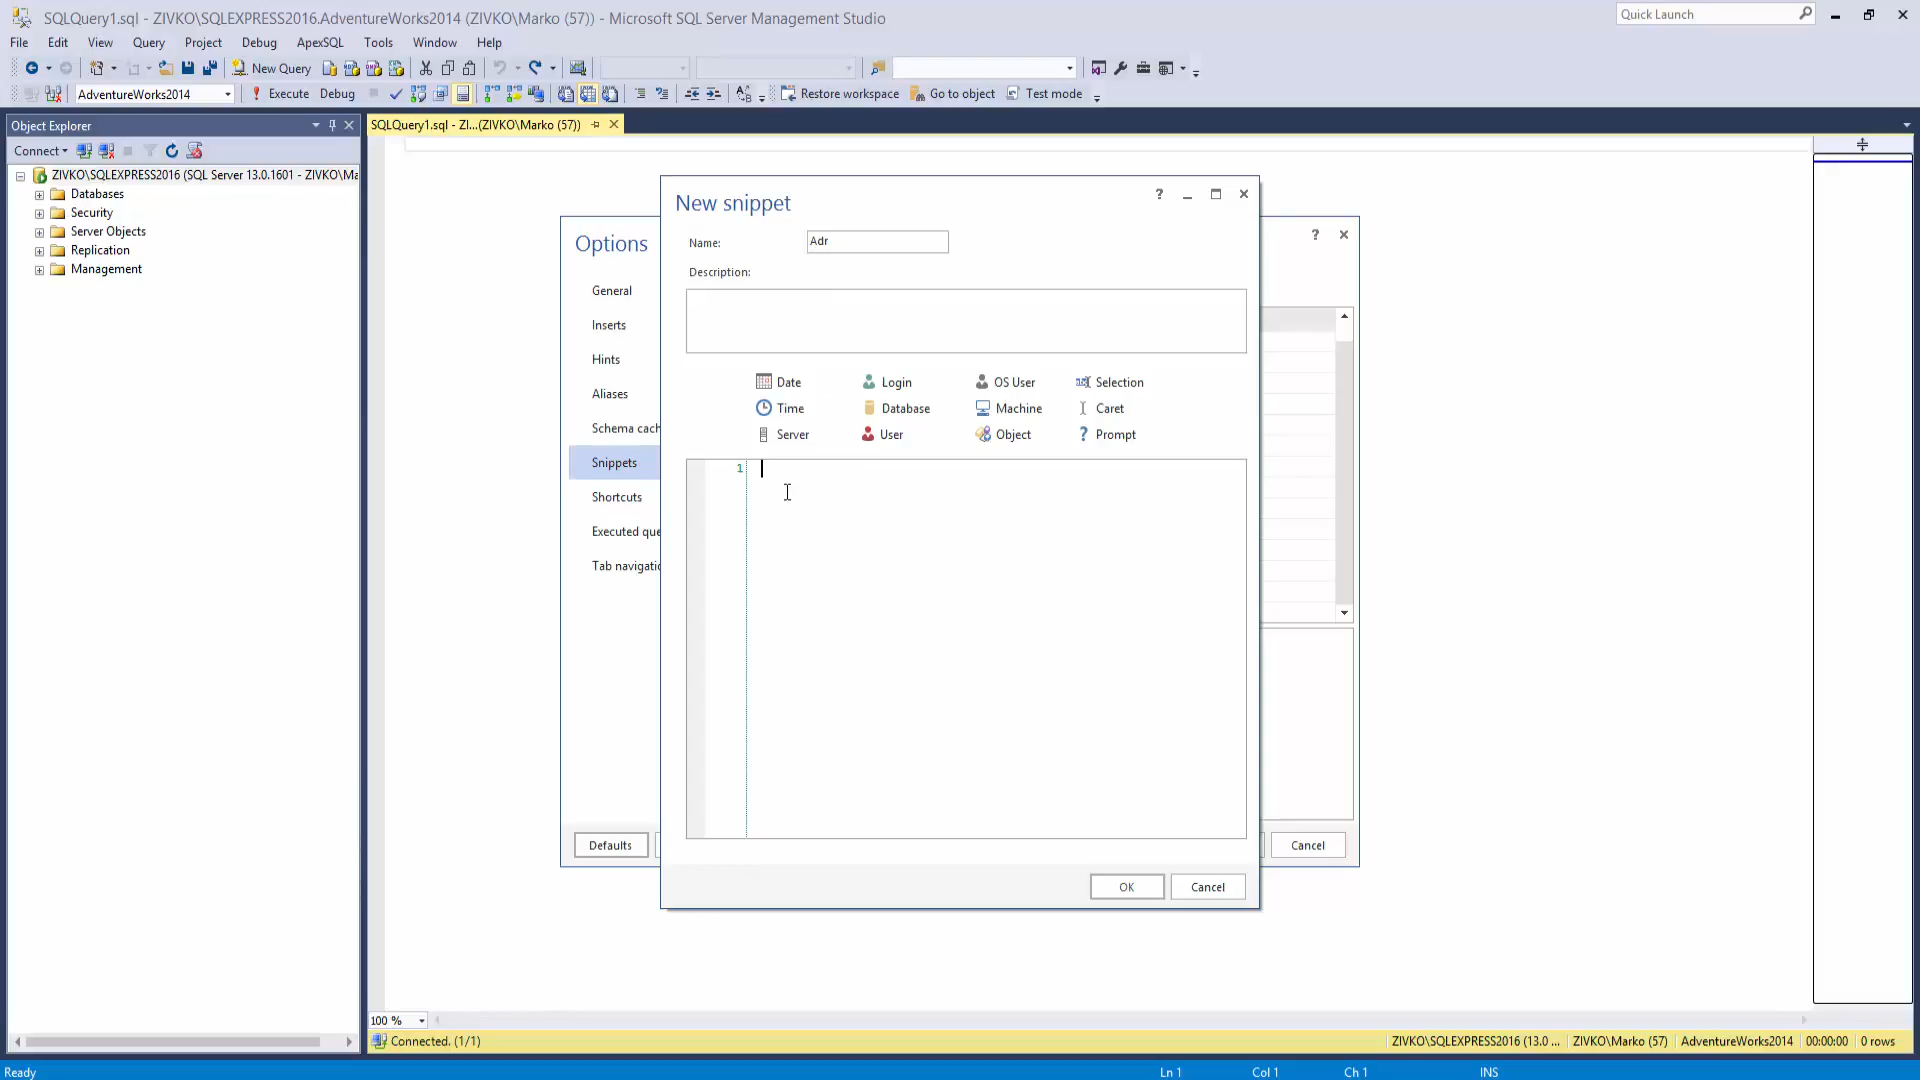 SQLQuery1.sql - ZIVKO\SQLEXPRESS2016.AdventureWorks2014 (ZIVKO\Marko (57)) - Microsoft SQL Server Management Studio
Quick Launch
File Edit View Query Project Debug ApexSQL Tools Window Help
New Query
AdventureWorks2014 Execute Debug Restore workspace Go to object Test mode
Object Explorer
SQLQuery1.sql - ZI...(ZIVKO\Marko (57))
Connect
ZIVKO\SQLEXPRESS2016 (SQL Server 13.0.1601 - ZIVKO\Ma
Databases
Security
Server Objects
Replication
Management
Options
General
Inserts
Hints
Aliases
Schema cach
Snippets
Shortcuts
Executed que
Tab navigatic
Defaults
Cancel
New snippet
Name: Adr
Description:
Date Login OS User Selection
Time Database Machine Caret
Server User Object Prompt
1
OK Cancel
100 %
Connected. (1/1)
ZIVKO\SQLEXPRESS2016 (13.0 ... ZIVKO\Marko (57) AdventureWorks2014 00:00:00 0 rows
Ready Ln 1 Col 1 Ch 1 INS